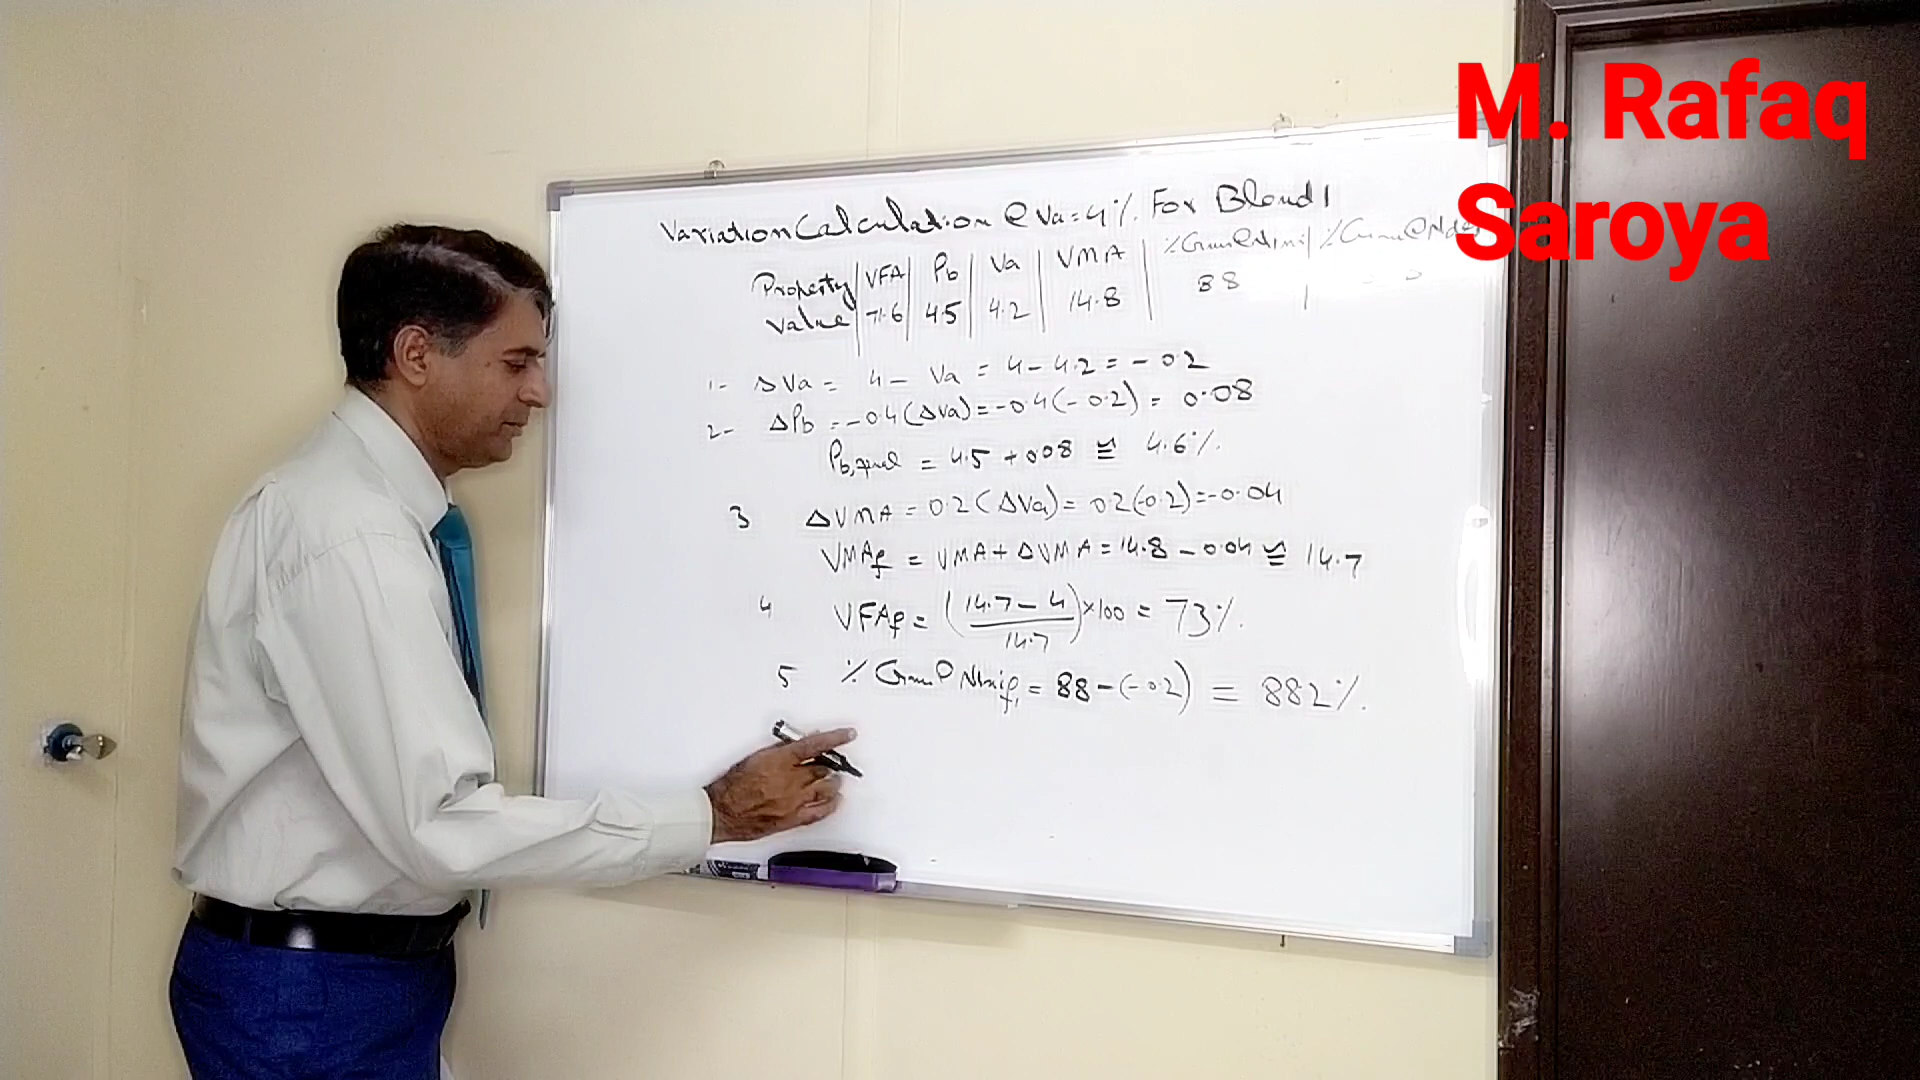 M. Rafaq
Saroya
Variation Calculation @ Va = 4 % For Blend 1
Property | VFA | Pb | Va | VMA | % Gmm@Nini | % Gmm@Ndes
Value | 71.6 | 4.5 | 4.2 | 14.8 | 88 |
1- ΔVa = 4 - Va = 4 - 4.2 = - 0.2
2- ΔPb = -0.4 (ΔVa) = -0.4 (-0.2) = 0.08
Pb, = 4.5 + 0.08 ≅ 4.6 %.
3 ΔVMA = 0.2 (ΔVa) = 0.2 (-0.2) = -0.04
VMAf = VMA + ΔVMA = 14.8 - 0.04 ≅ 14.7
4 VFAf = (14.7 - 4 / 14.7) × 100 = 73 %.
5 % Gmm@Ninif, = 88 - (-0.2) = 88 2 %.